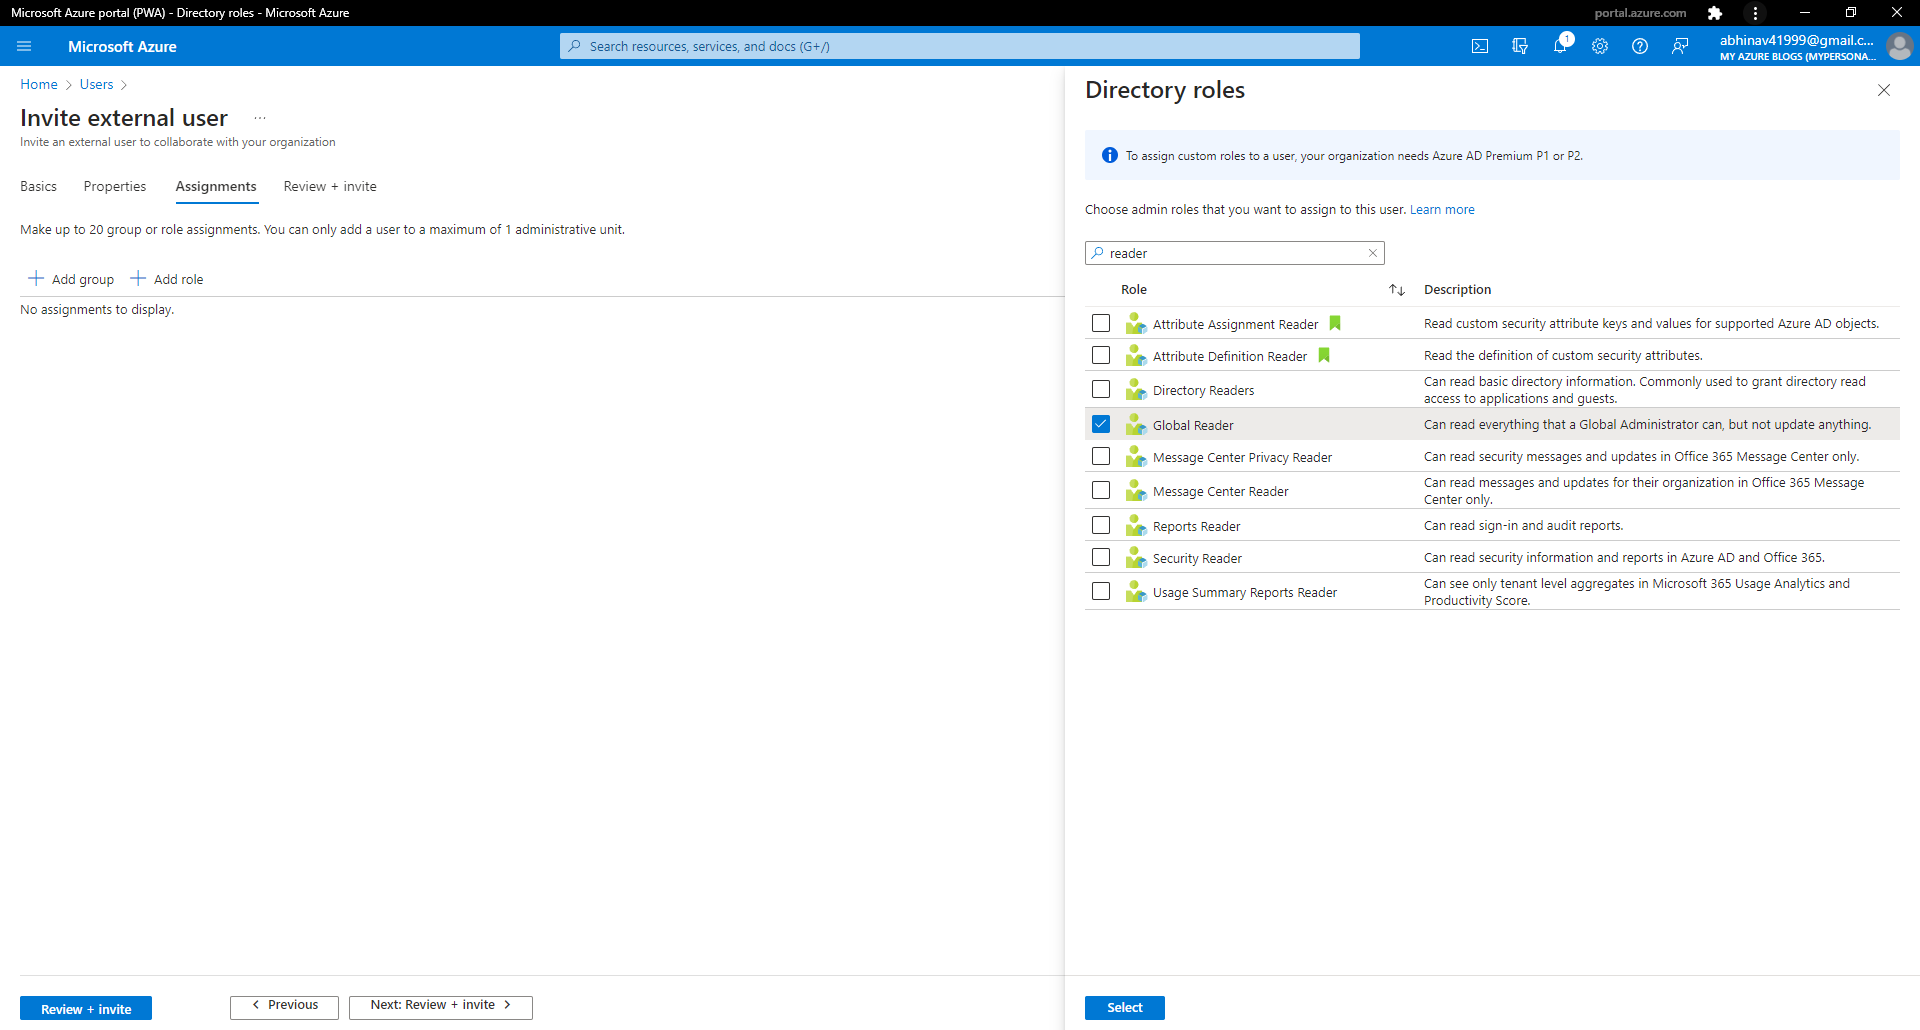 Microsoft Azure portal (PWA) - Directory roles - Microsoft Azure
portal.azure.com
Microsoft Azure
Search resources, services, and docs (G+/)
1
abhinav41999@gmail.c...
MY AZURE BLOGS (MYPERSONA...
Home > Users >
Invite external user ...
Invite an external user to collaborate with your organization
Basics Properties Assignments Review + invite
Make up to 20 group or role assignments. You can only add a user to a maximum of 1 administrative unit.
+ Add group + Add role
No assignments to display.
Review + invite
< Previous
Next: Review + invite >
Directory roles
To assign custom roles to a user, your organization needs Azure AD Premium P1 or P2.
Choose admin roles that you want to assign to this user. Learn more
reader
Role Description
Attribute Assignment Reader Read custom security attribute keys and values for supported Azure AD objects.
Attribute Definition Reader Read the definition of custom security attributes.
Directory Readers Can read basic directory information. Commonly used to grant directory read
access to applications and guests.
Global Reader Can read everything that a Global Administrator can, but not update anything.
Message Center Privacy Reader Can read security messages and updates in Office 365 Message Center only.
Message Center Reader Can read messages and updates for their organization in Office 365 Message
Center only.
Reports Reader Can read sign-in and audit reports.
Security Reader Can read security information and reports in Azure AD and Office 365.
Usage Summary Reports Reader Can see only tenant level aggregates in Microsoft 365 Usage Analytics and
Productivity Score.
Select